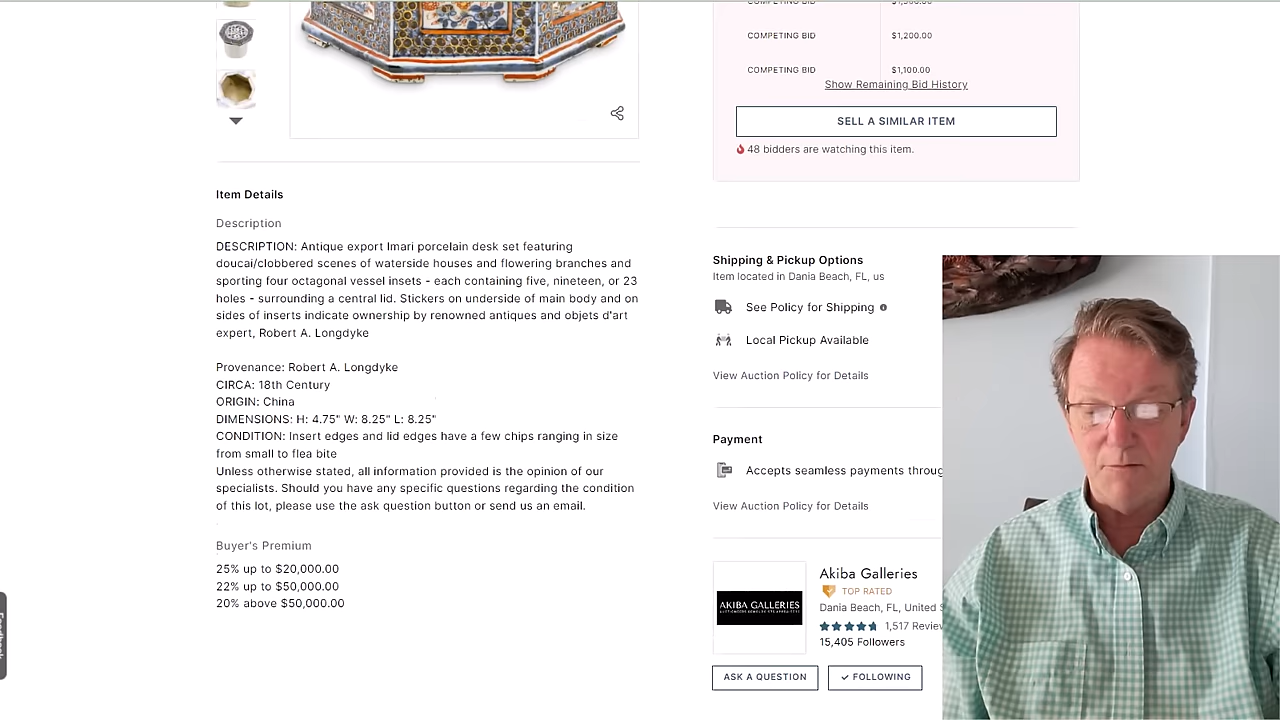 COMPETING BID
COMPETING BID $1,200.00
COMPETING BID $1,100.00
Show Remaining Bid History
SELL A SIMILAR ITEM
48 bidders are watching this item.
Item Details
Description
DESCRIPTION: Antique export Imari porcelain desk set featuring
doucai/clobbered scenes of waterside houses and flowering branches and
sporting four octagonal vessel insets - each containing five, nineteen, or 23
holes - surrounding a central lid. Stickers on underside of main body and on
sides of inserts indicate ownership by renowned antiques and objets d'art
expert, Robert A. Longdyke
Provenance: Robert A. Longdyke
CIRCA: 18th Century
ORIGIN: China
DIMENSIONS: H: 4.75" W: 8.25" L: 8.25"
CONDITION: Insert edges and lid edges have a few chips ranging in size
from small to flea bite
Unless otherwise stated, all information provided is the opinion of our
specialists. Should you have any specific questions regarding the condition
of this lot, please use the ask question button or send us an email.
Buyer's Premium
25% up to $20,000.00
22% up to $50,000.00
20% above $50,000.00
Shipping & Pickup Options
Item located in Dania Beach, FL, us
See Policy for Shipping
Local Pickup Available
View Auction Policy for Details
Payment
Accepts seamless payments throug
View Auction Policy for Details
AKIBA GALLERIES
Akiba Galleries
TOP RATED
Dania Beach, FL, United S
1,517 Review
15,405 Followers
ASK A QUESTION
FOLLOWING
Feedback